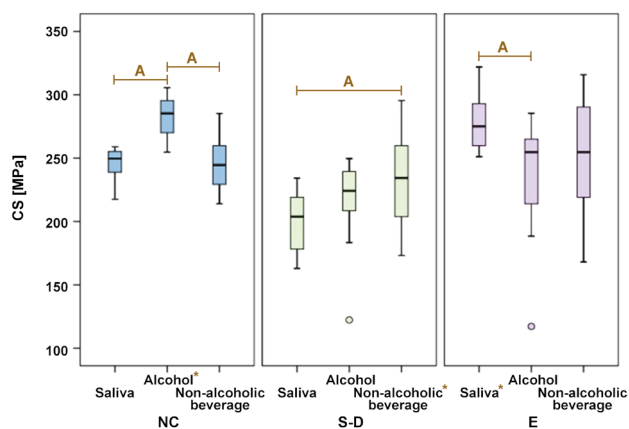 350
300
250
200
150
100
CS [MPa]
A
A
A
A
Saliva
Alcohol*
Non-alcoholic
beverage
NC
Saliva
Alcohol
Non-alcoholic*
beverage
S-D
Saliva*
Alcohol
Non-alcoholic
beverage
E